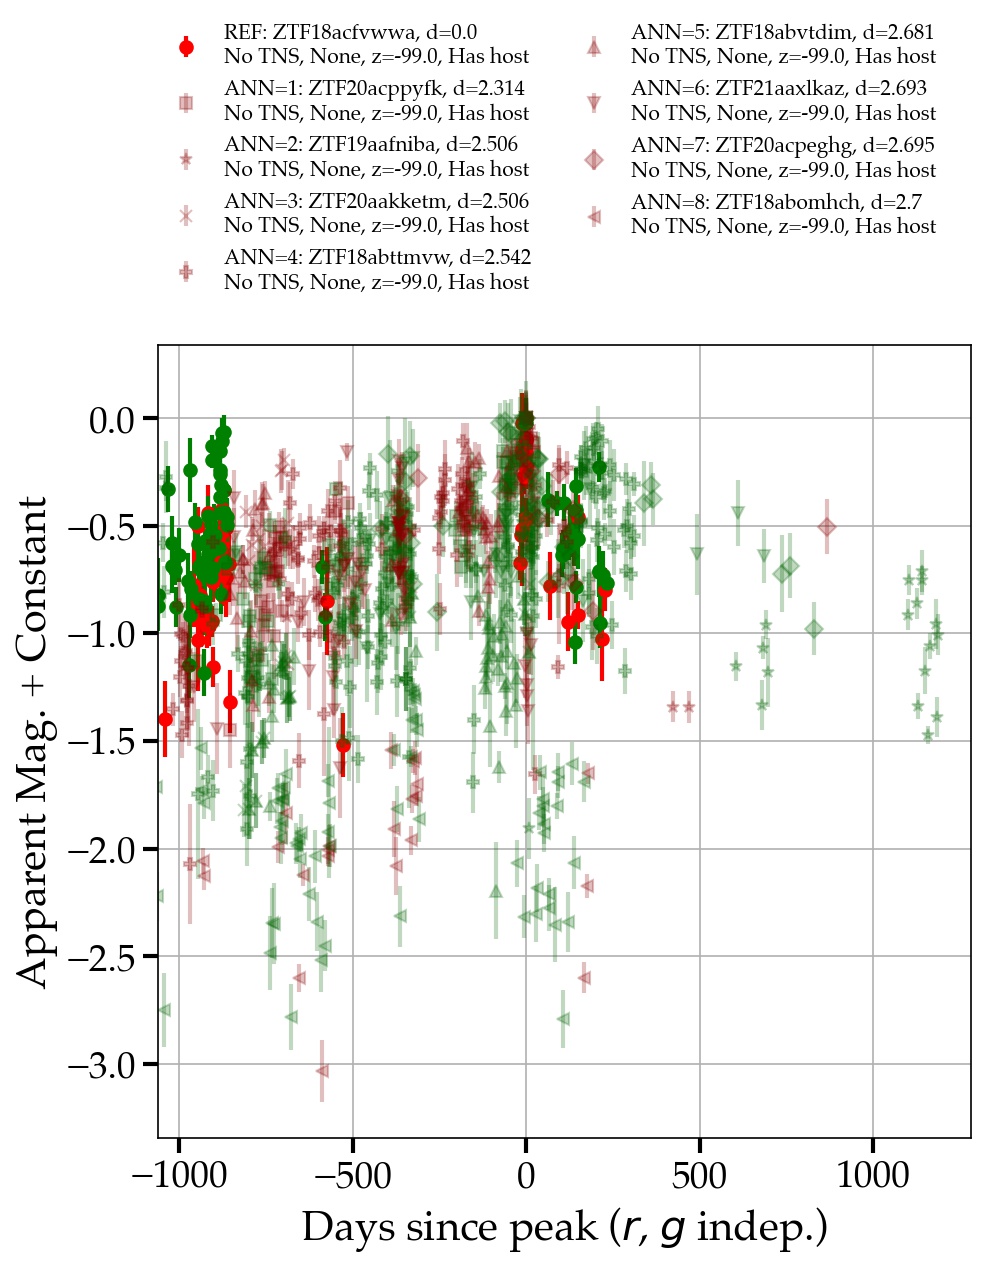 REF: ZTF18acfvwwa, d=0.0
No TNS, None, z=-99.0, Has host
ANN=1: ZTF20acppyfk, d=2.314
No TNS, None, z=-99.0, Has host
ANN=2: ZTF19aafniba, d=2.506
No TNS, None, z=-99.0, Has host
ANN=3: ZTF20aakketm, d=2.506
No TNS, None, z=-99.0, Has host
ANN=4: ZTF18abttmvw, d=2.542
No TNS, None, z=-99.0, Has host
ANN=5: ZTF18abvtdim, d=2.681
No TNS, None, z=-99.0, Has host
ANN=6: ZTF21aaxlkaz, d=2.693
No TNS, None, z=-99.0, Has host
ANN=7: ZTF20acpeghg, d=2.695
No TNS, None, z=-99.0, Has host
ANN=8: ZTF18abomhch, d=2.7
No TNS, None, z=-99.0, Has host
Apparent Mag. + Constant
0.0
−0.5
−1.0
−1.5
−2.0
−2.5
−3.0
−1000
−500
0
500
1000
Days since peak (r, g indep.)